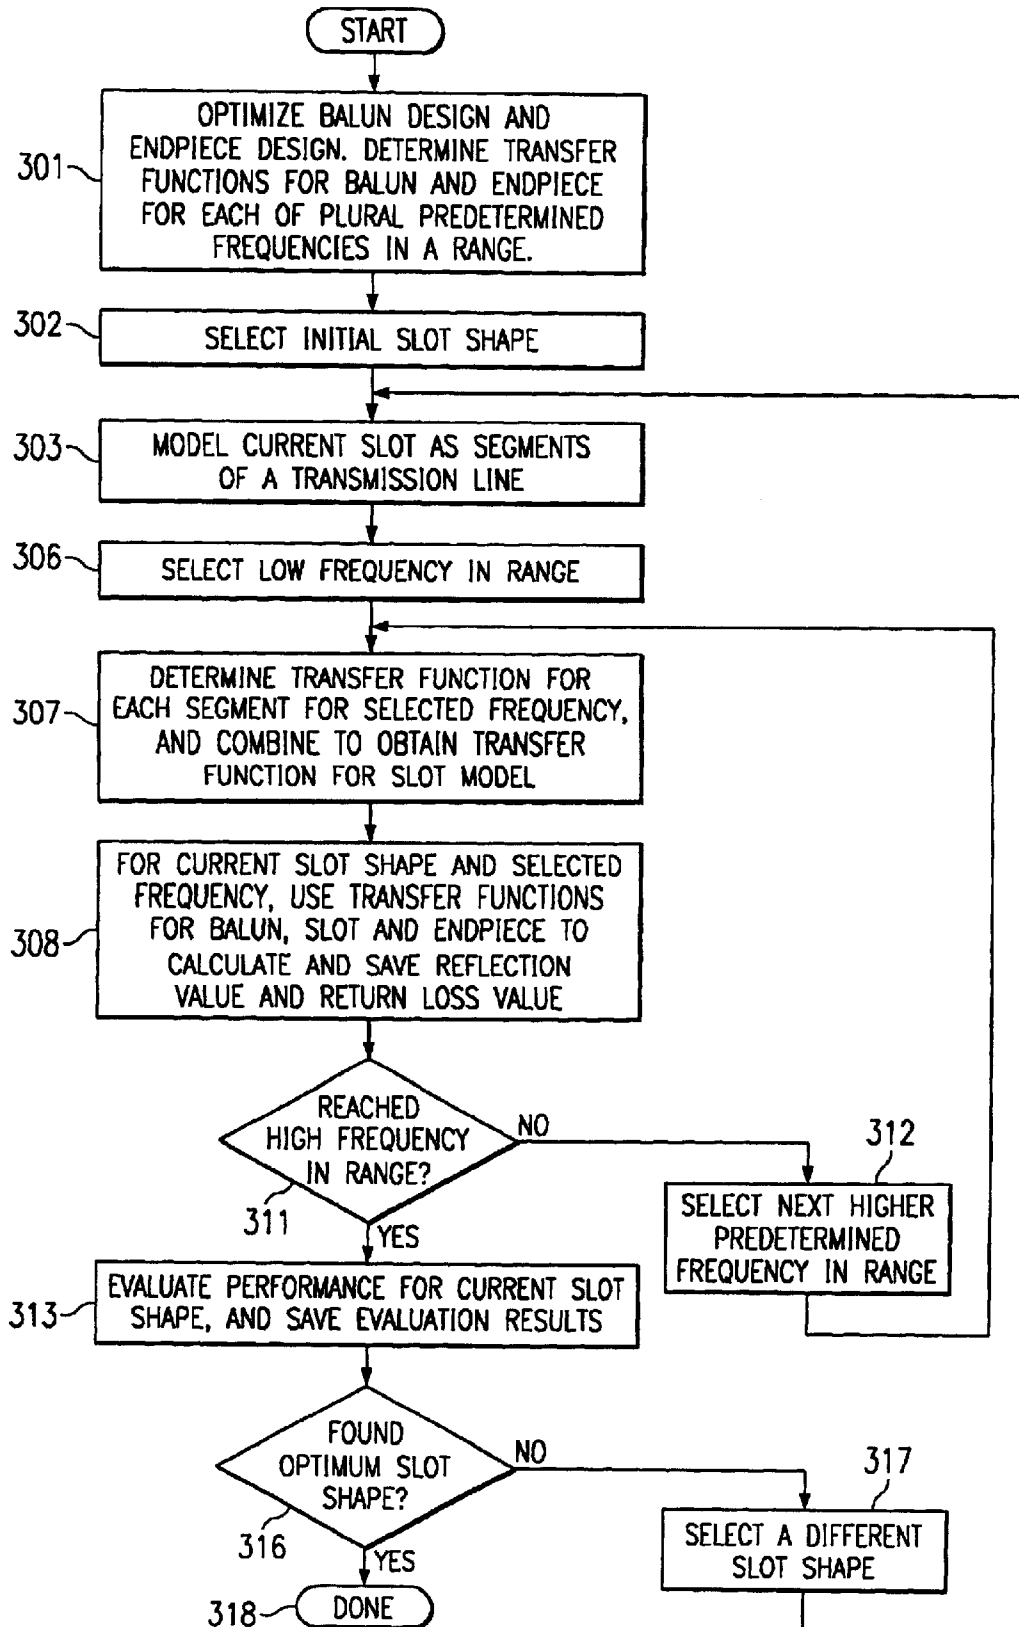 START
OPTIMIZE BALUN DESIGN AND
ENDPIECE DESIGN. DETERMINE TRANSFER
FUNCTIONS FOR BALUN AND ENDPIECE
FOR EACH OF PLURAL PREDETERMINED
FREQUENCIES IN A RANGE.
301
302
SELECT INITIAL SLOT SHAPE
303
MODEL CURRENT SLOT AS SEGMENTS
OF A TRANSMISSION LINE
306
SELECT LOW FREQUENCY IN RANGE
307
DETERMINE TRANSFER FUNCTION FOR
EACH SEGMENT FOR SELECTED FREQUENCY,
AND COMBINE TO OBTAIN TRANSFER
FUNCTION FOR SLOT MODEL
308
FOR CURRENT SLOT SHAPE AND SELECTED
FREQUENCY, USE TRANSFER FUNCTIONS
FOR BALUN, SLOT AND ENDPIECE TO
CALCULATE AND SAVE REFLECTION
VALUE AND RETURN LOSS VALUE
REACHED
HIGH FREQUENCY
IN RANGE?
311
NO
YES
312
SELECT NEXT HIGHER
PREDETERMINED
FREQUENCY IN RANGE
313
EVALUATE PERFORMANCE FOR CURRENT SLOT
SHAPE, AND SAVE EVALUATION RESULTS
FOUND
OPTIMUM SLOT
SHAPE?
316
NO
YES
317
SELECT A DIFFERENT
SLOT SHAPE
318
DONE